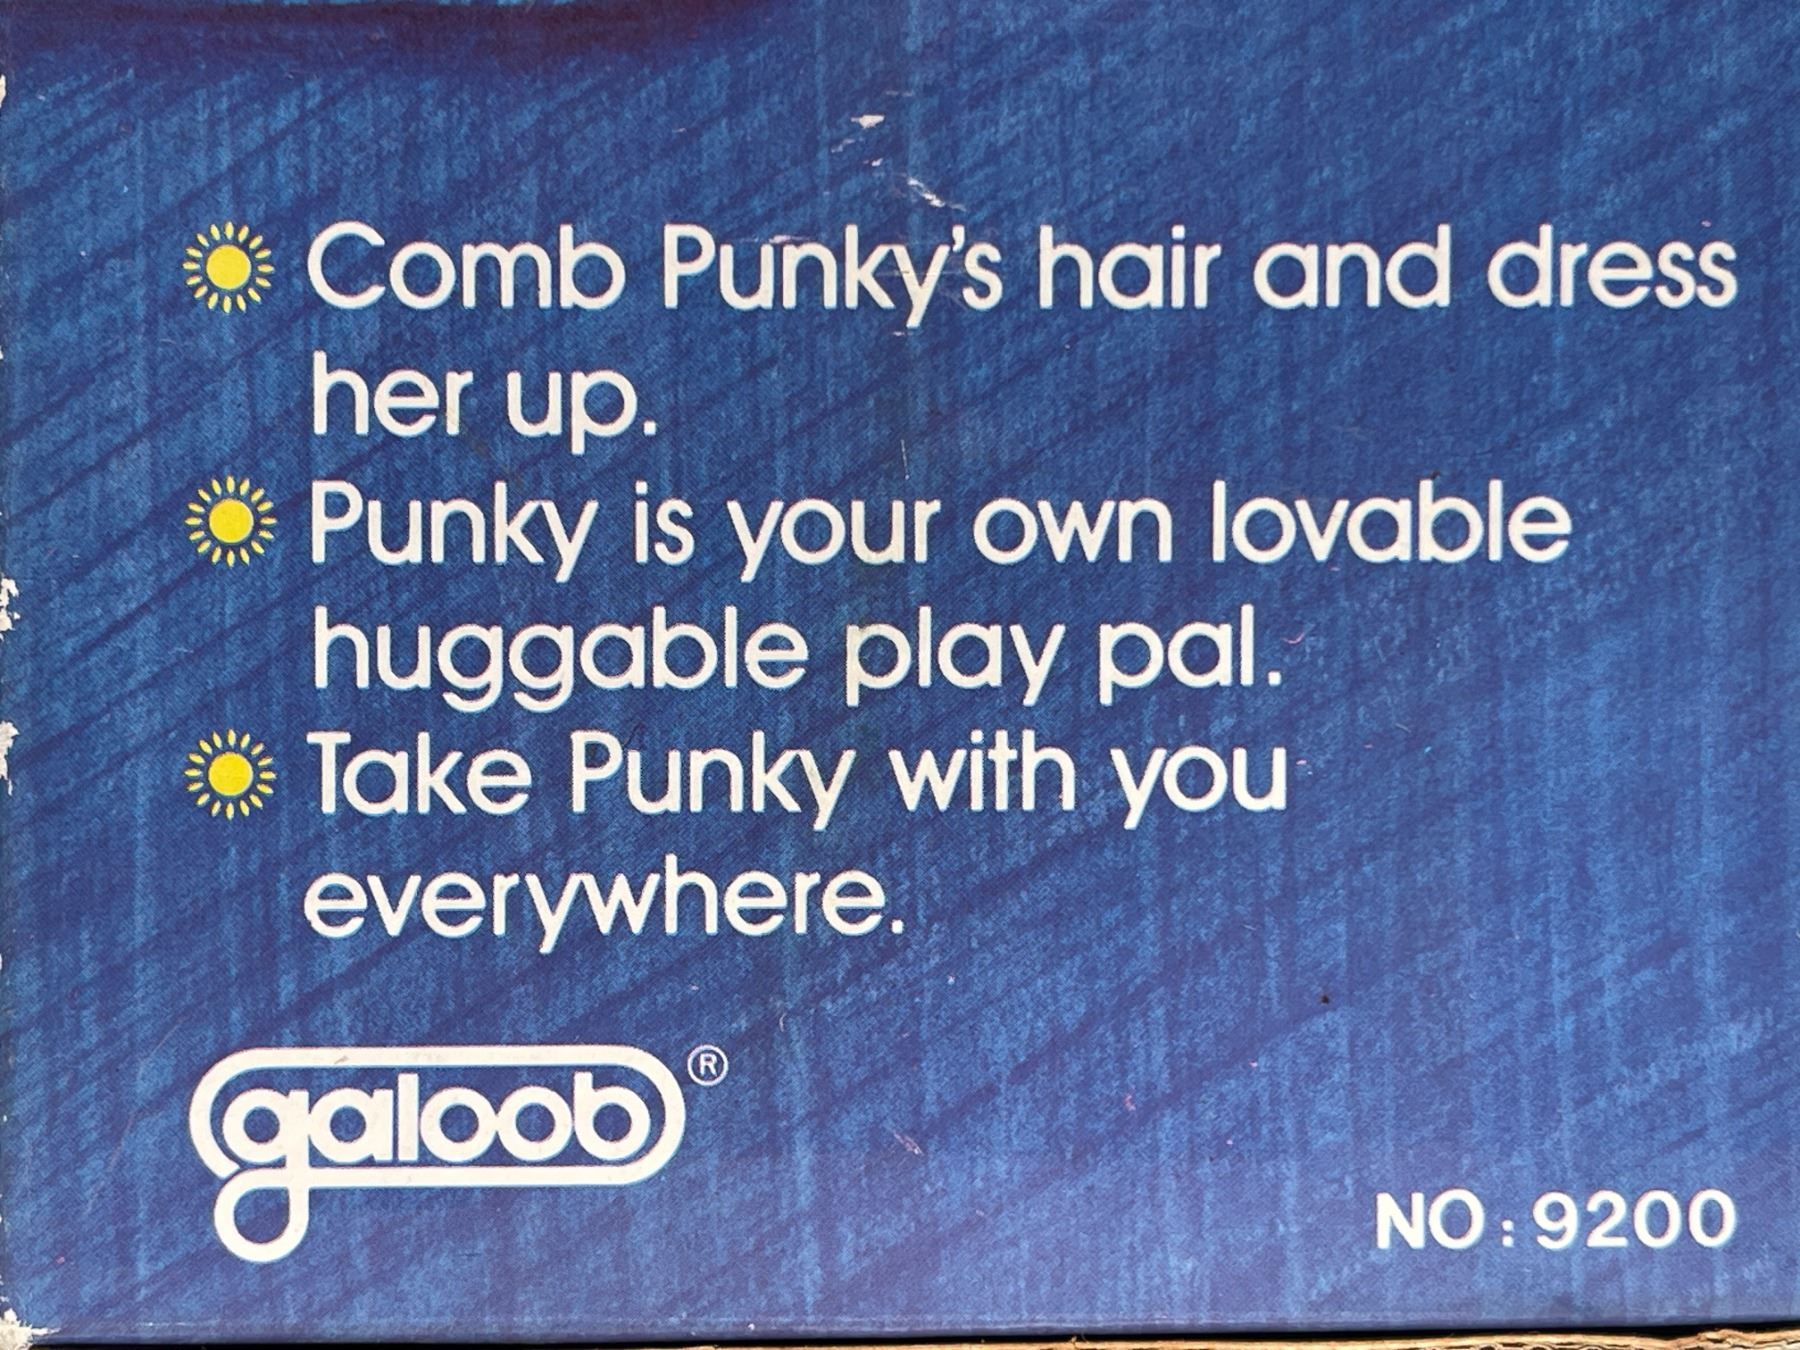 Comb Punky's hair and dress
her up.
Punky is your own lovable
huggable play pal.
Take Punky with you
everywhere.
galoob ®
NO: 9200